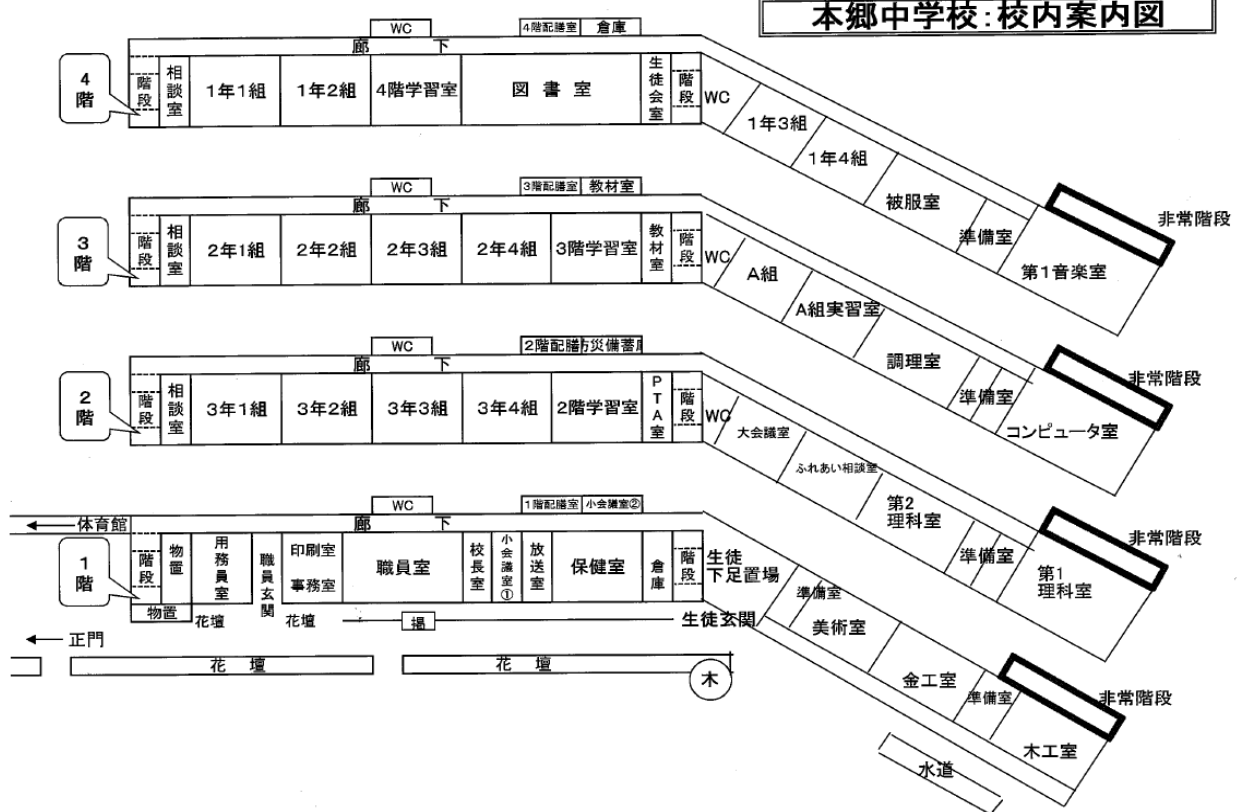 本郷中学校:校内案内図
WC
4階配膳室
倉庫
廊下
4階
階段
相談室
1年1組
1年2組
4階学習室
図書室
生徒会室
階段
WC
1年3組
1年4組
被服室
準備室
第1音楽室
非常階段
WC
3階配膳室
教材室
廊下
3階
階段
相談室
2年1組
2年2組
2年3組
2年4組
3階学習室
教材室
階段
WC
A組
A組実習室
調理室
準備室
コンピュータ室
非常階段
WC
2階配膳
防災備蓄庫
廊下
2階
階段
相談室
3年1組
3年2組
3年3組
3年4組
2階学習室
PTA室
階段
WC
大会議室
ふれあい相談室
第2
理科室
準備室
第1
理科室
非常階段
WC
1階配膳室
小会議室②
←体育館
廊下
1階
階段
物置
用務員室
職員玄関
印刷室
事務室
職員室
校長室
小会議室①
放送室
保健室
倉庫
階段
生徒
下足置場
準備室
美術室
金工室
準備室
木工室
非常階段
物置
花壇
花壇
掲
生徒玄関
←正門
花壇
花壇
木
水道